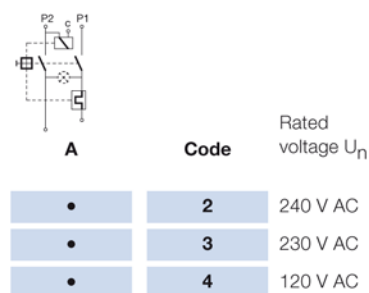 P2 c P1
A
Code
Rated
voltage Un
• 2 240 V AC
• 3 230 V AC
• 4 120 V AC